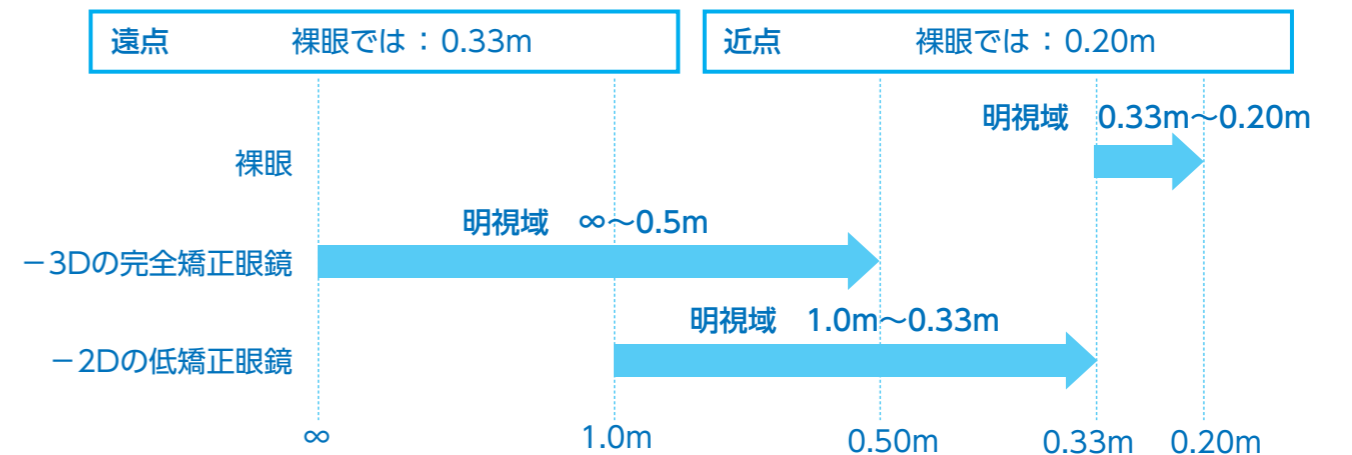 遠点 裸眼では：0.33m
近点 裸眼では：0.20m
明視域 0.33m～0.20m
裸眼
明視域 ∞～0.5m
－3Dの完全矯正眼鏡
明視域 1.0m～0.33m
－2Dの低矯正眼鏡
∞ 1.0m 0.50m 0.33m 0.20m